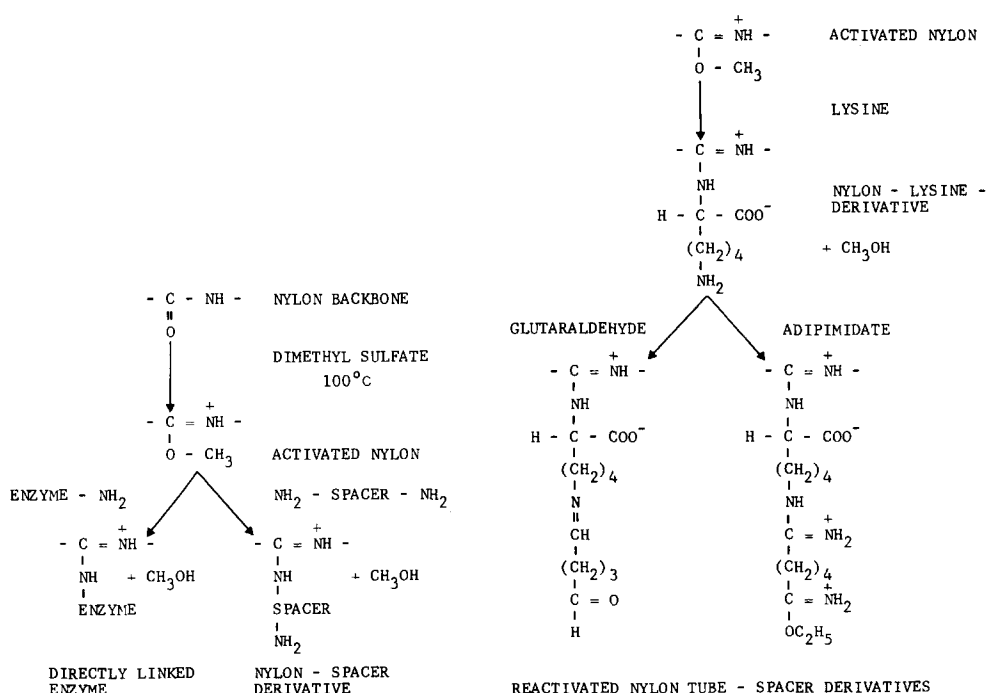 - C - NH -    NYLON BACKBONE
=
O
DIMETHYL SULFATE
100°C
+
- C = NH -
O - CH3    ACTIVATED NYLON
ENZYME - NH2    NH2 - SPACER - NH2
+    +
- C = NH -    - C = NH -
NH + CH3OH    NH + CH3OH
ENZYME    SPACER
NH2
DIRECTLY LINKED ENZYME
NYLON - SPACER DERIVATIVE
+
- C = NH -    ACTIVATED NYLON
O - CH3
LYSINE
+
- C = NH -
NH    NYLON - LYSINE -
DERIVATIVE
H - C - COO-
(CH2)4    + CH3OH
NH2
GLUTARALDEHYDE    ADIPIMIDATE
+    +
- C = NH -    - C = NH -
NH    NH
H - C - COO-    H - C - COO-
(CH2)4    (CH2)4
N    NH
=    +
CH    C = NH2
(CH2)3    (CH2)4
+
C = O    C = NH2
H    OC2H5
REACTIVATED NYLON TUBE - SPACER DERIVATIVES